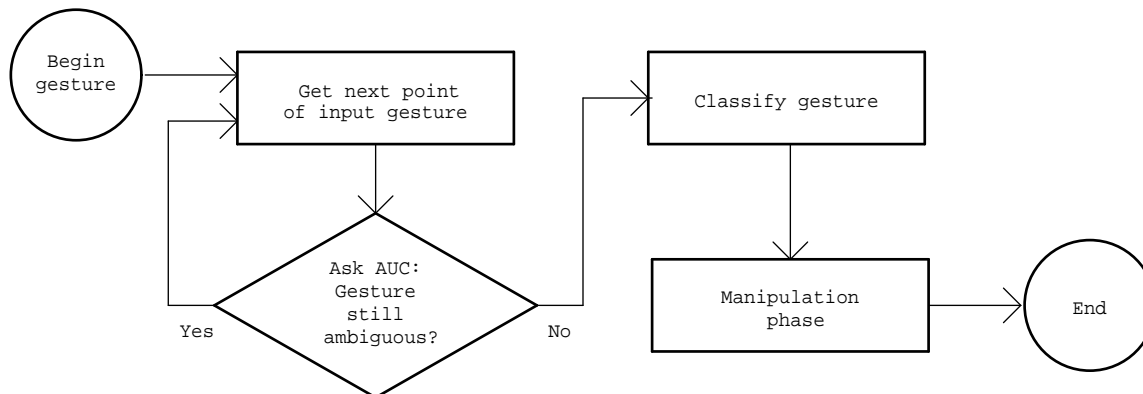 Begin
gesture
Get next point
of input gesture
Classify gesture
Ask AUC:
Gesture
still
ambiguous?
Yes
No
Manipulation
phase
End